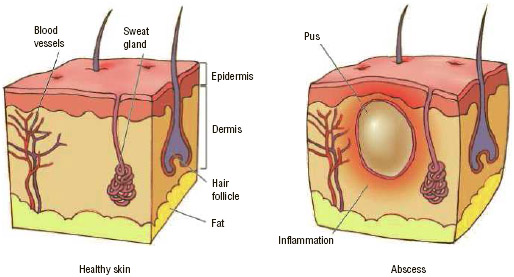 Blood
vessels
Sweat
gland
Epidermis
Dermis
Hair
follicle
Fat
Healthy skin
Pus
Inflammation
Abscess